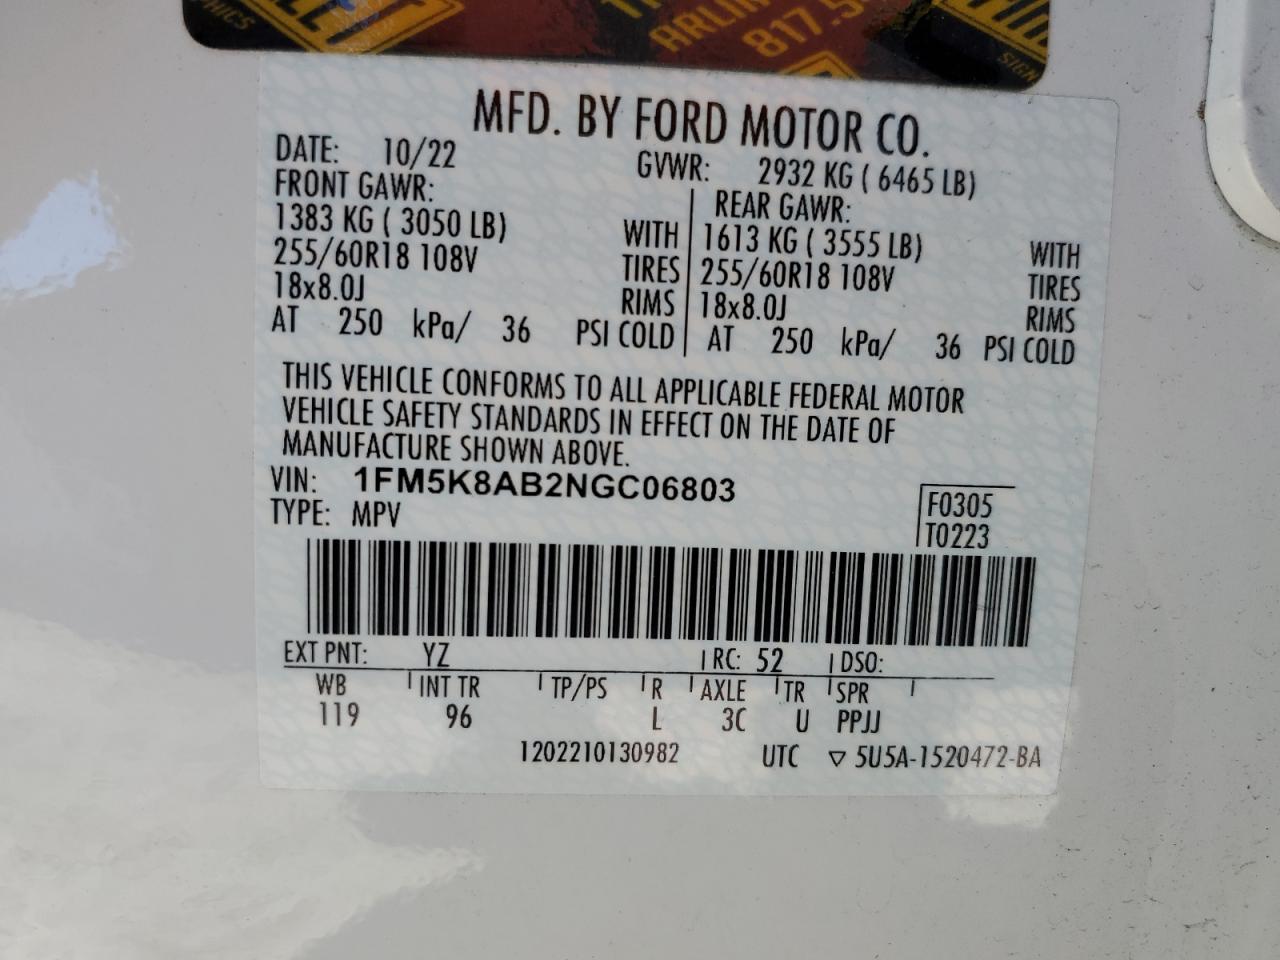 ARLIN
817.5
SIGN
PHICS
MFD. BY FORD MOTOR CO.
DATE: 10/22
GVWR: 2932 KG ( 6465 LB)
FRONT GAWR:
1383 KG ( 3050 LB) WITH
255/60R18 108V TIRES
18x8.0J RIMS
AT 250 kPa/ 36 PSI COLD
REAR GAWR:
1613 KG ( 3555 LB) WITH
255/60R18 108V TIRES
18x8.0J RIMS
AT 250 kPa/ 36 PSI COLD
THIS VEHICLE CONFORMS TO ALL APPLICABLE FEDERAL MOTOR
VEHICLE SAFETY STANDARDS IN EFFECT ON THE DATE OF
MANUFACTURE SHOWN ABOVE.
VIN: 1FM5K8AB2NGC06803
TYPE: MPV
F0305
T0223
EXT PNT: YZ RC: 52 DSO:
WB INT TR TP/PS R AXLE TR SPR
119 96 L 3C U PPJJ
1202210130982 UTC ▽ 5U5A-1520472-BA